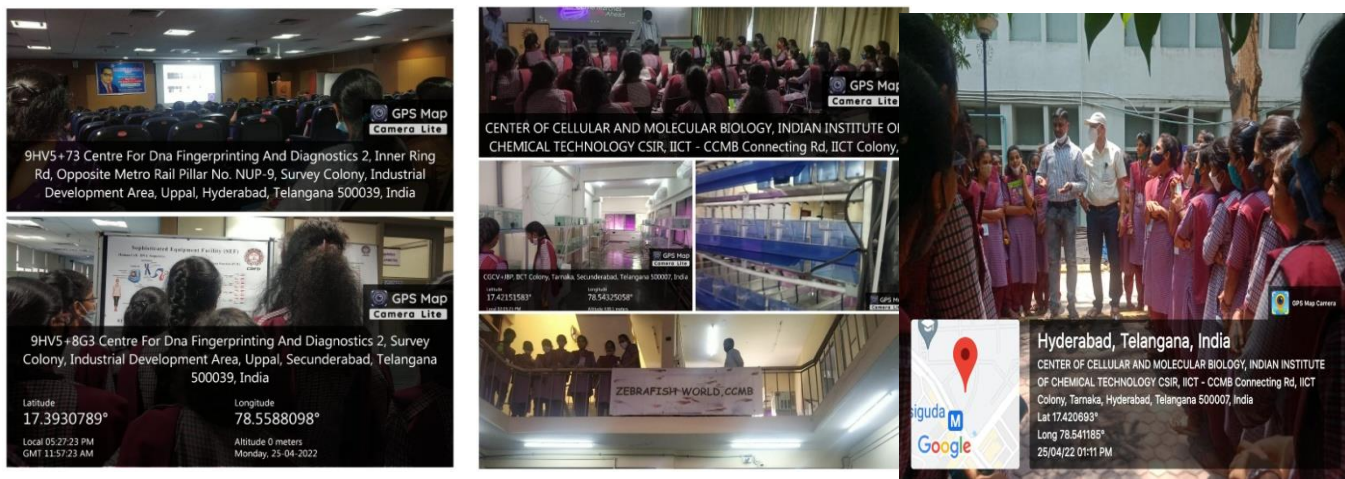 GPS Map
Camera Lite
9HV5+73 Centre For Dna Fingerprinting And Diagnostics 2, Inner Ring
Rd, Opposite Metro Rail Pillar No. NUP-9, Survey Colony, Industrial
Development Area, Uppal, Hyderabad, Telangana 500039, India
Sophisticated Equipment Facility (SEF)
GPS Map
Camera Lite
9HV5+8G3 Centre For Dna Fingerprinting And Diagnostics 2, Survey
Colony, Industrial Development Area, Uppal, Secunderabad, Telangana
500039, India
Latitude
17.3930789°
Longitude
78.5588098°
Local 05:27:23 PM
GMT 11:57:23 AM
Altitude 0 meters
Monday, 25-04-2022
Ahead
GPS Map
Camera Lite
CENTER OF CELLULAR AND MOLECULAR BIOLOGY, INDIAN INSTITUTE OF
CHEMICAL TECHNOLOGY CSIR, IICT - CCMB Connecting Rd, IICT Colony,
GPS Map
Camera Lite
CGCV+JBP, IICT Colony, Tarnaka, Secunderabad, Telangana 500007, India
Latitude
17.42151583°
Longitude
78.54325058°
GPS M
Camera Lite
ZEBRAFISH WORLD,CCMB
GPS Map Camera
siguda
M
Google
Hyderabad, Telangana, India
CENTER OF CELLULAR AND MOLECULAR BIOLOGY, INDIAN INSTITUTE
OF CHEMICAL TECHNOLOGY CSIR, IICT - CCMB Connecting Rd, IICT
Colony, Tarnaka, Hyderabad, Telangana 500007, India
Lat 17.420693°
Long 78.541185°
25/04/22 01:11 PM